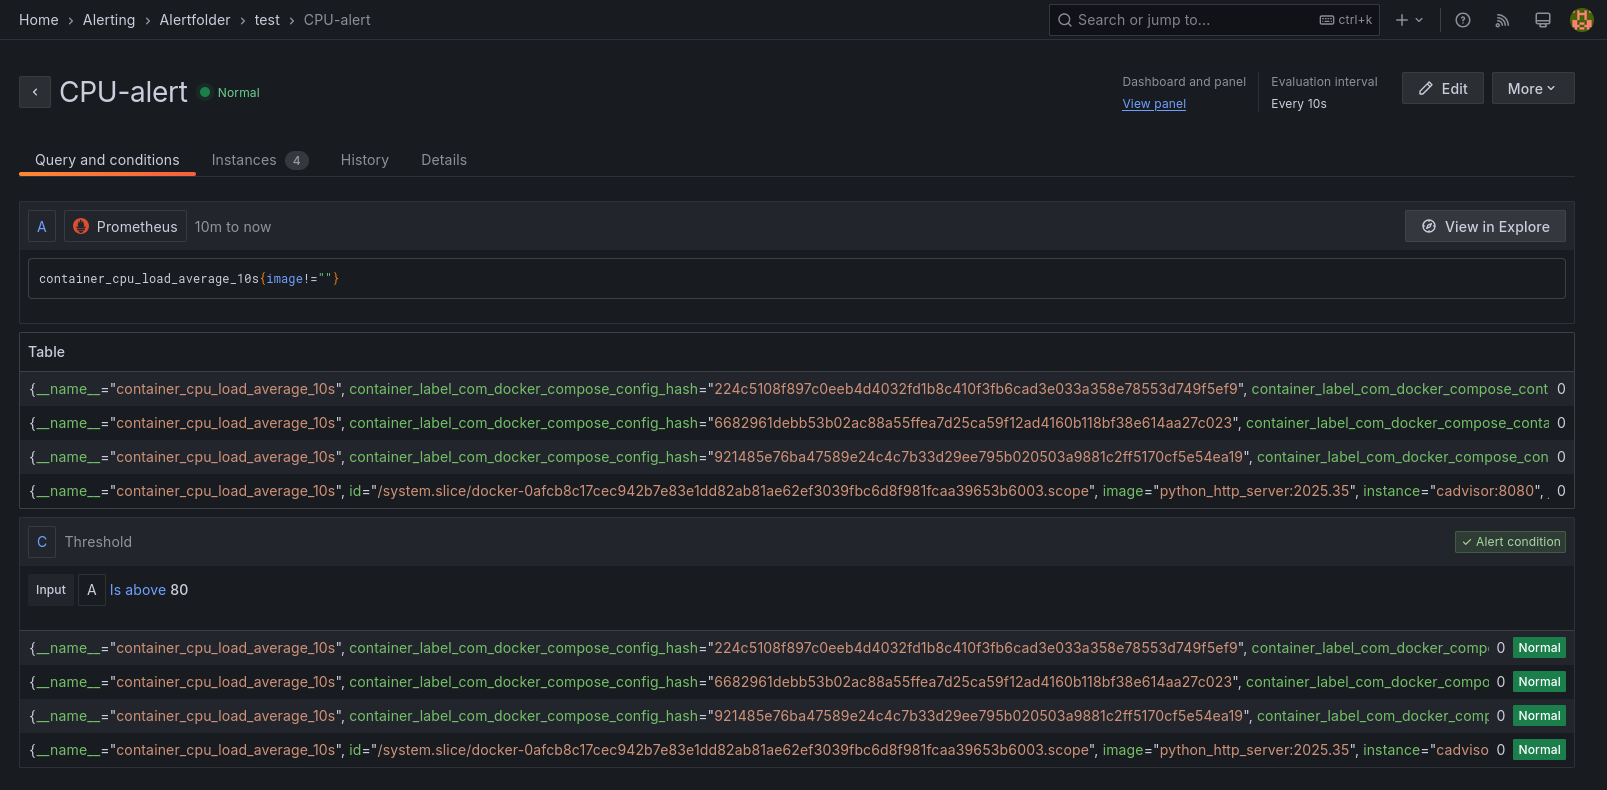 Home › Alerting › Alertfolder › test › CPU-alert
Search or jump to... ctrl+k
CPU-alert Normal
Dashboard and panel
View panel
Evaluation interval
Every 10s
Edit
More
Query and conditions Instances 4 History Details
A Prometheus 10m to now View in Explore
container_cpu_load_average_10s{image!=""}
Table
{__name__="container_cpu_load_average_10s", container_label_com_docker_compose_config_hash="224c5108f897c0eeb4d4032fd1b8c410f3fb6cad3e033a358e78553d749f5ef9", container_label_com_docker_compose_cont 0
{__name__="container_cpu_load_average_10s", container_label_com_docker_compose_config_hash="6682961debb53b02ac88a55ffea7d25ca59f12ad4160b118bf38e614aa27c023", container_label_com_docker_compose_conta 0
{__name__="container_cpu_load_average_10s", container_label_com_docker_compose_config_hash="921485e76ba47589e24c4c7b33d29ee795b020503a9881c2ff5170cf5e54ea19", container_label_com_docker_compose_con 0
{__name__="container_cpu_load_average_10s", id="/system.slice/docker-0afcb8c17cec942b7e83e1dd82ab81ae62ef3039fbc6d8f981fcaa39653b6003.scope", image="python_http_server:2025.35", instance="cadvisor:8080", 0
C Threshold Alert condition
Input A Is above 80
{__name__="container_cpu_load_average_10s", container_label_com_docker_compose_config_hash="224c5108f897c0eeb4d4032fd1b8c410f3fb6cad3e033a358e78553d749f5ef9", container_label_com_docker_comp 0 Normal
{__name__="container_cpu_load_average_10s", container_label_com_docker_compose_config_hash="6682961debb53b02ac88a55ffea7d25ca59f12ad4160b118bf38e614aa27c023", container_label_com_docker_compo 0 Normal
{__name__="container_cpu_load_average_10s", container_label_com_docker_compose_config_hash="921485e76ba47589e24c4c7b33d29ee795b020503a9881c2ff5170cf5e54ea19", container_label_com_docker_comp 0 Normal
{__name__="container_cpu_load_average_10s", id="/system.slice/docker-0afcb8c17cec942b7e83e1dd82ab81ae62ef3039fbc6d8f981fcaa39653b6003.scope", image="python_http_server:2025.35", instance="cadviso 0 Normal